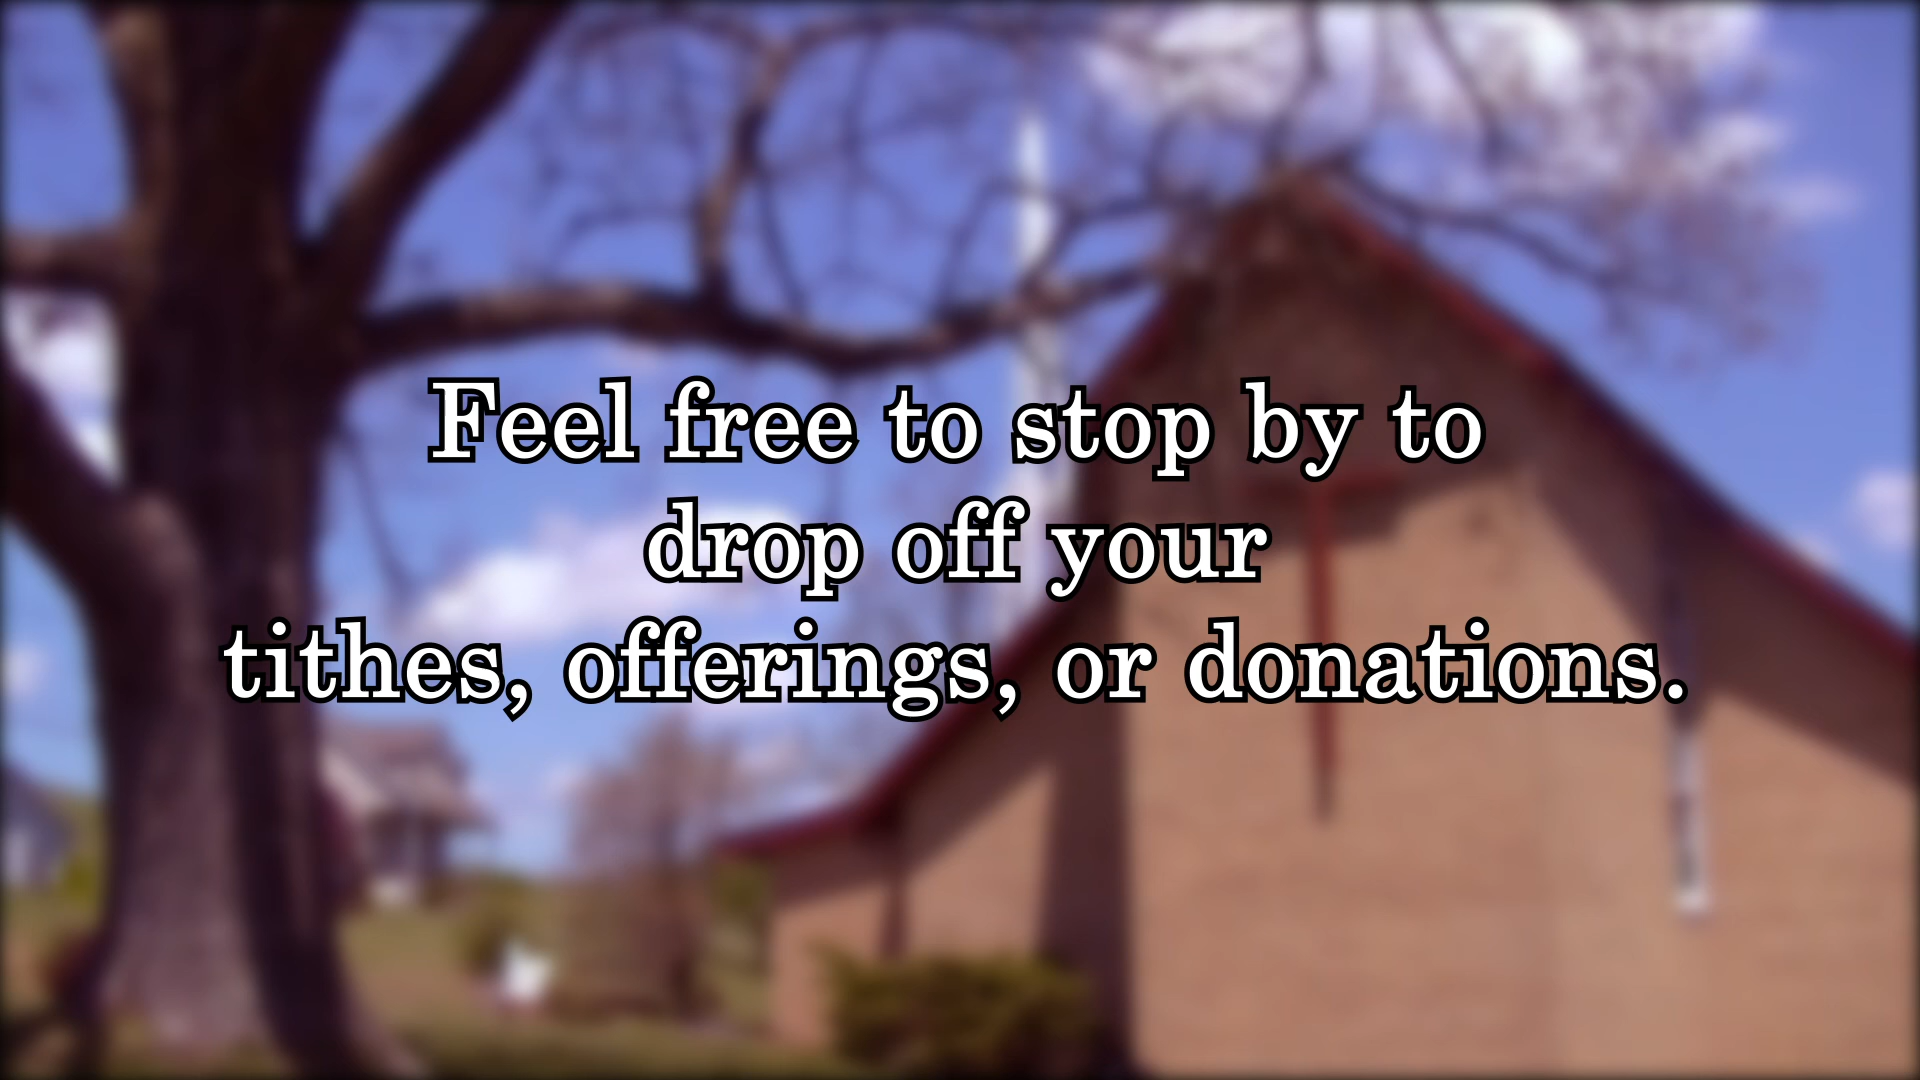 Feel free to stop by to
drop off your
tithes, offerings, or donations.